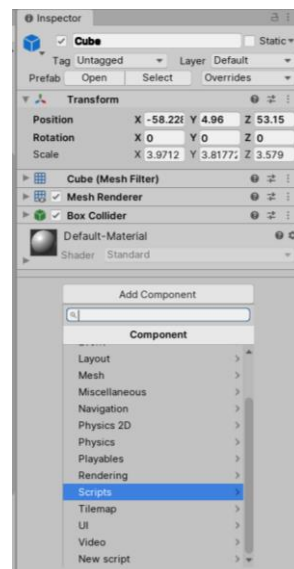 Inspector
Cube Static
Tag Untagged Layer Default
Prefab Open Select Overrides
Transform
Position X -58.228 Y 4.96 Z 53.15
Rotation X 0 Y 0 Z 0
Scale X 3.9712 Y 3.8177 Z 3.579
Cube (Mesh Filter)
Mesh Renderer
Box Collider
Default-Material
Shader Standard
Add Component
Component
Layout
Mesh
Miscellaneous
Navigation
Physics 2D
Physics
Playables
Rendering
Scripts
Tilemap
UI
Video
New script